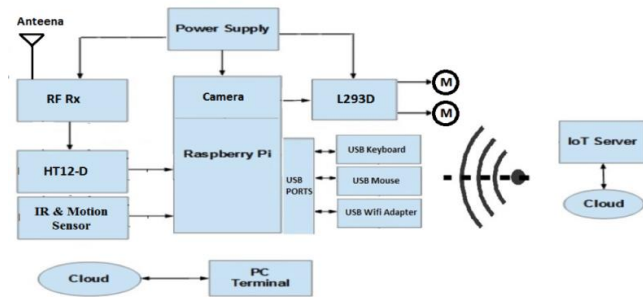 Anteena
Power Supply
RF Rx
Camera
L293D
M
M
HT12-D
Raspberry Pi
USB
PORTS
USB Keyboard
USB Mouse
USB Wifi Adapter
IR & Motion
Sensor
IoT Server
Cloud
Cloud
PC
Terminal